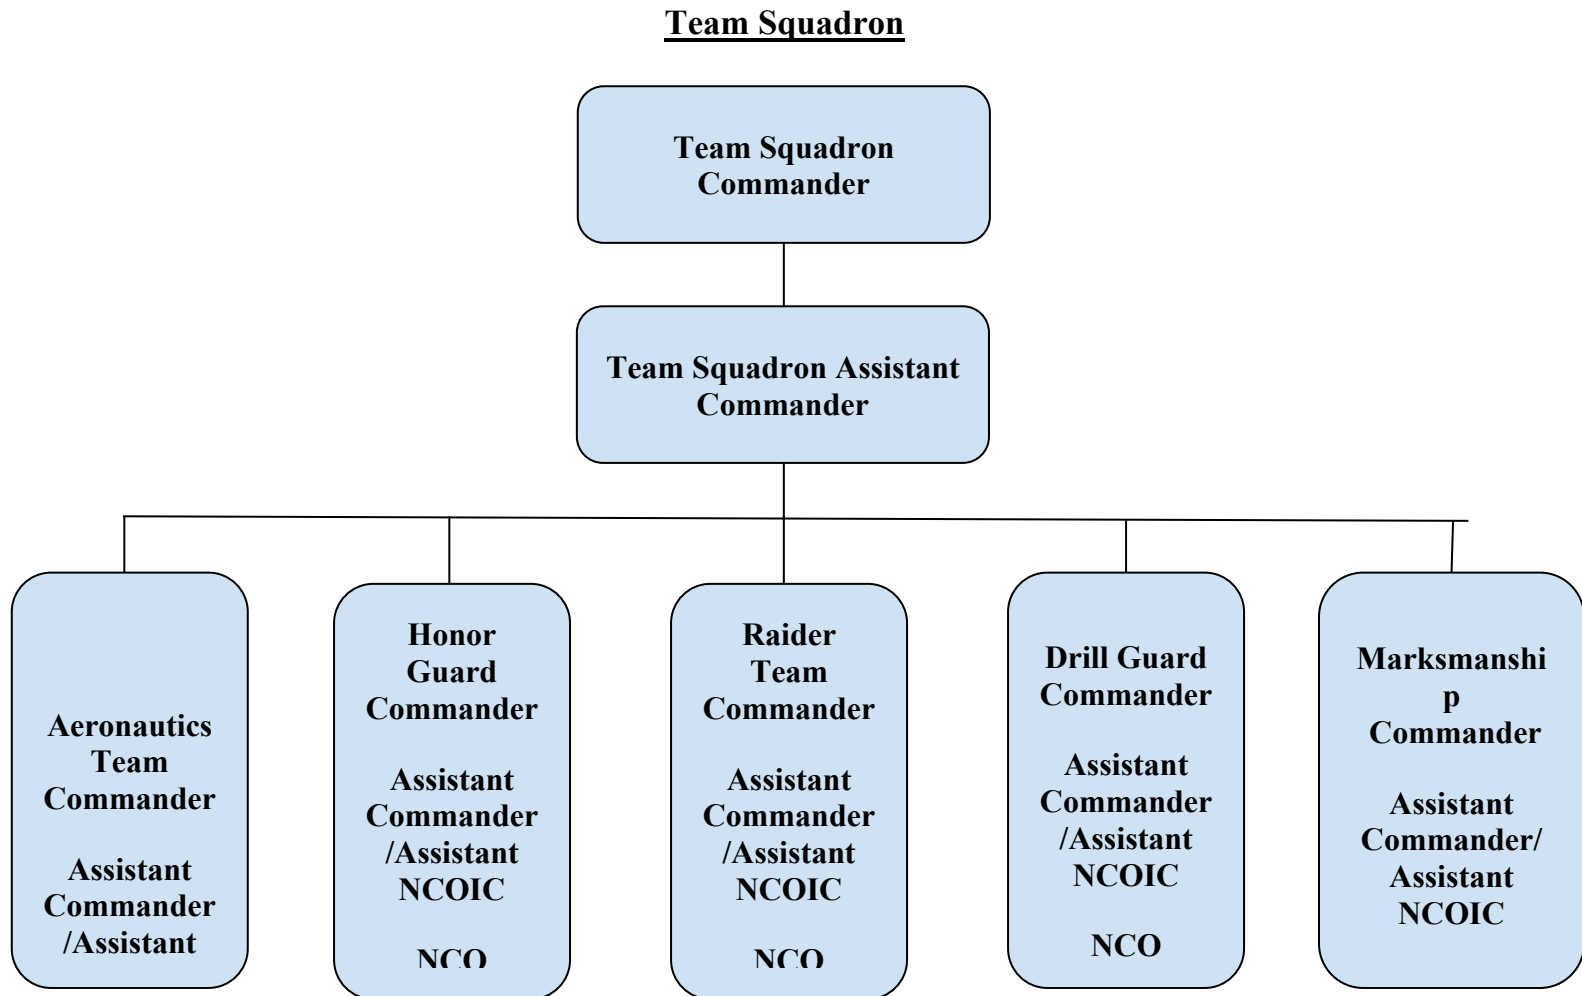 Team Squadron
Team Squadron
Commander
Team Squadron Assistant
Commander
Aeronautics
Team
Commander
Assistant
Commander
/Assistant
Honor
Guard
Commander
Assistant
Commander
/Assistant
NCOIC
NCO
Raider
Team
Commander
Assistant
Commander
/Assistant
NCOIC
NCO
Drill Guard
Commander
Assistant
Commander
/Assistant
NCOIC
NCO
Marksmanshi
p
Commander
Assistant
Commander/
Assistant
NCOIC